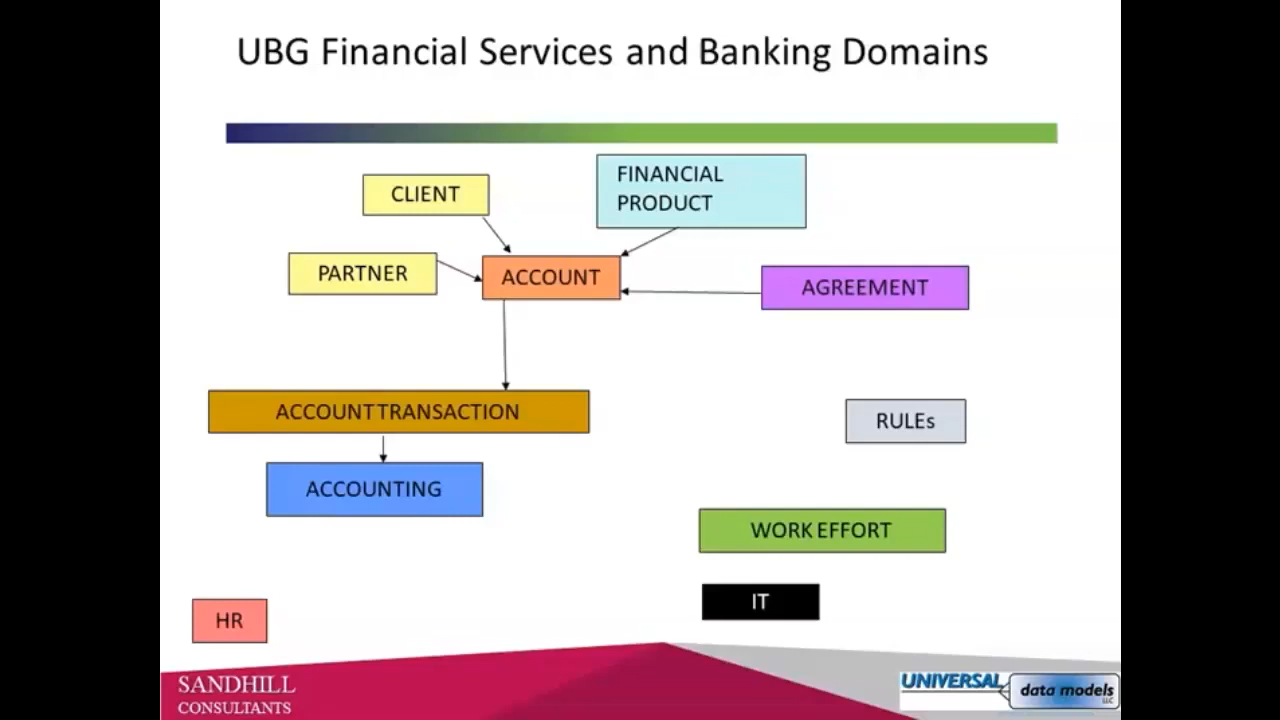 UBG Financial Services and Banking Domains
CLIENT
FINANCIAL
PRODUCT
PARTNER
ACCOUNT
AGREEMENT
ACCOUNT TRANSACTION
RULEs
ACCOUNTING
WORK EFFORT
IT
HR
SANDHILL
CONSULTANTS
UNIVERSAL
data models
LLC